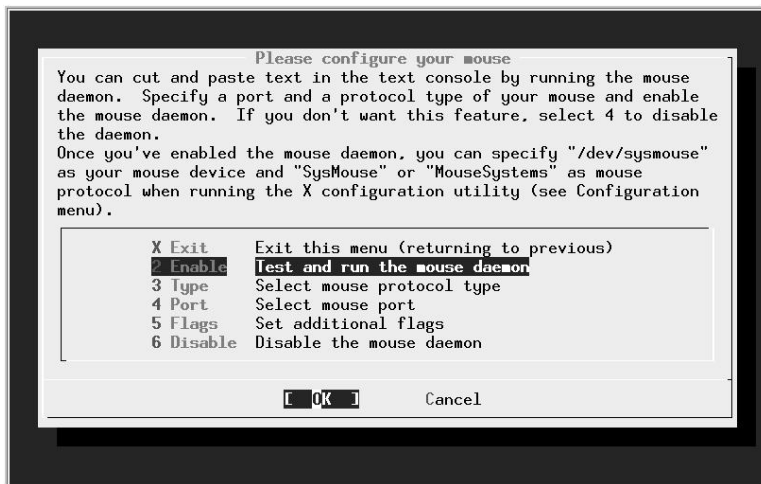 Please configure your mouse
You can cut and paste text in the text console by running the mouse
daemon.  Specify a port and a protocol type of your mouse and enable
the mouse daemon.  If you don't want this feature, select 4 to disable
the daemon.
Once you've enabled the mouse daemon, you can specify "/dev/sysmouse"
as your mouse device and "SysMouse" or "MouseSystems" as mouse
protocol when running the X configuration utility (see Configuration
menu).
X Exit Exit this menu (returning to previous)
2 Enable Test and run the mouse daemon
3 Type Select mouse protocol type
4 Port Select mouse port
5 Flags Set additional flags
6 Disable Disable the mouse daemon
[ OK ] Cancel